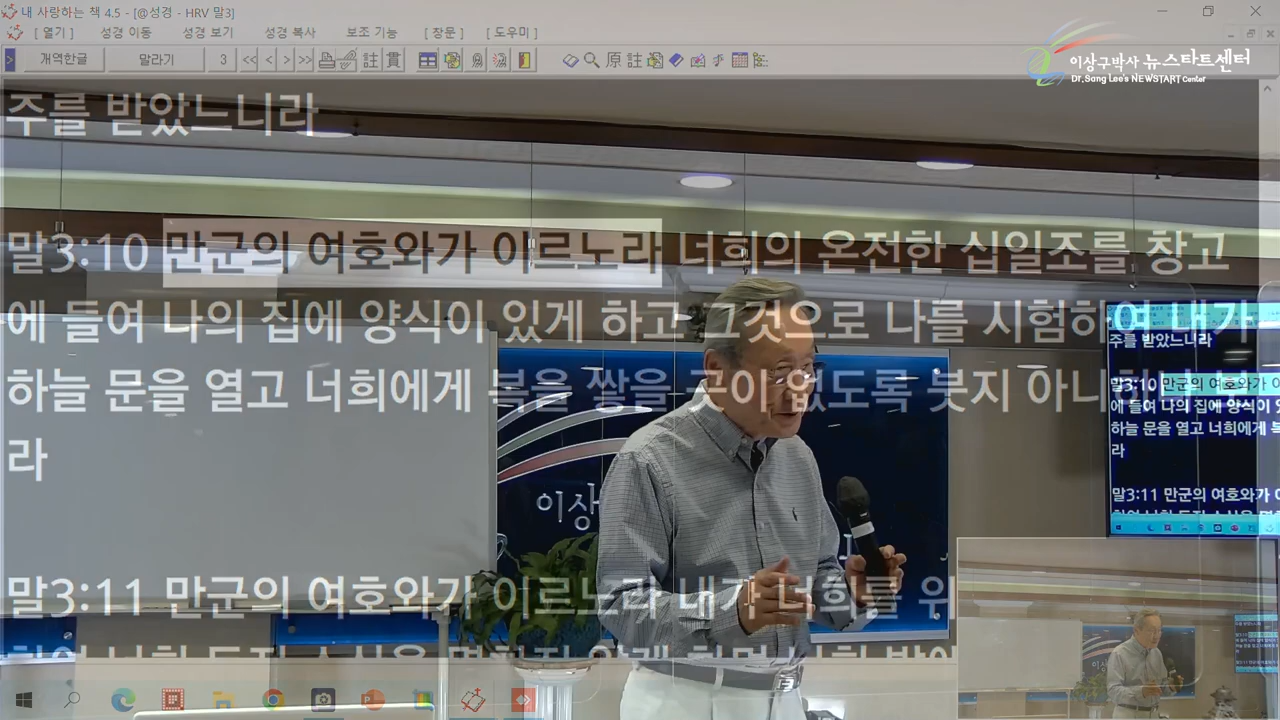 내 사랑하는 책 4.5 - [@성경 - HRV 말3]
[ 열기 ] 성경 이동 성경 보기 성경 복사 보조 기능 [ 창문 ] [ 도우미 ]
개역한글 말라기 3 << < > >> 註 貫 原 註
이상구박사 뉴스타트센터
Dr. Sang Lee's NEWSTART Center
주를 받았느니라
말3:10 만군의 여호와가 이르노라 너희의 온전한 십일조를 창고
에 들여 나의 집에 양식이 있게 하고 그것으로 나를 시험하여 내가
하늘 문을 열고 너희에게 복을 쌓을 곳이 없도록 붓지 아니하나 보
라
말3:11 만군의 여호와가 이르노라 내가 너희를 위
이상
주를 받았느니라
말3:10 만군의 여호와가 이
에 들여 나의 집에 양식이 있
하늘 문을 열고 너희에게 복
라
말3:11 만군의 여호와가 이